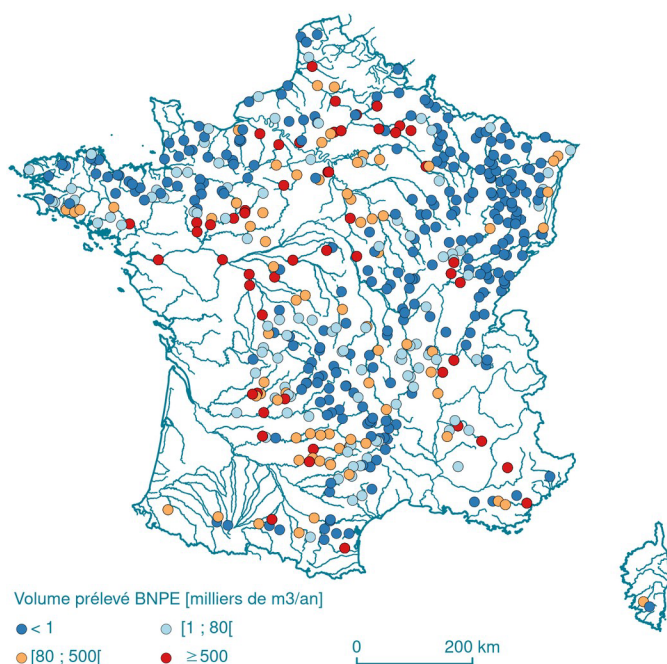 Volume prélevé BNPE [milliers de m3/an]
< 1 [1 ; 80[
[80 ; 500[ ≥500
0 200 km